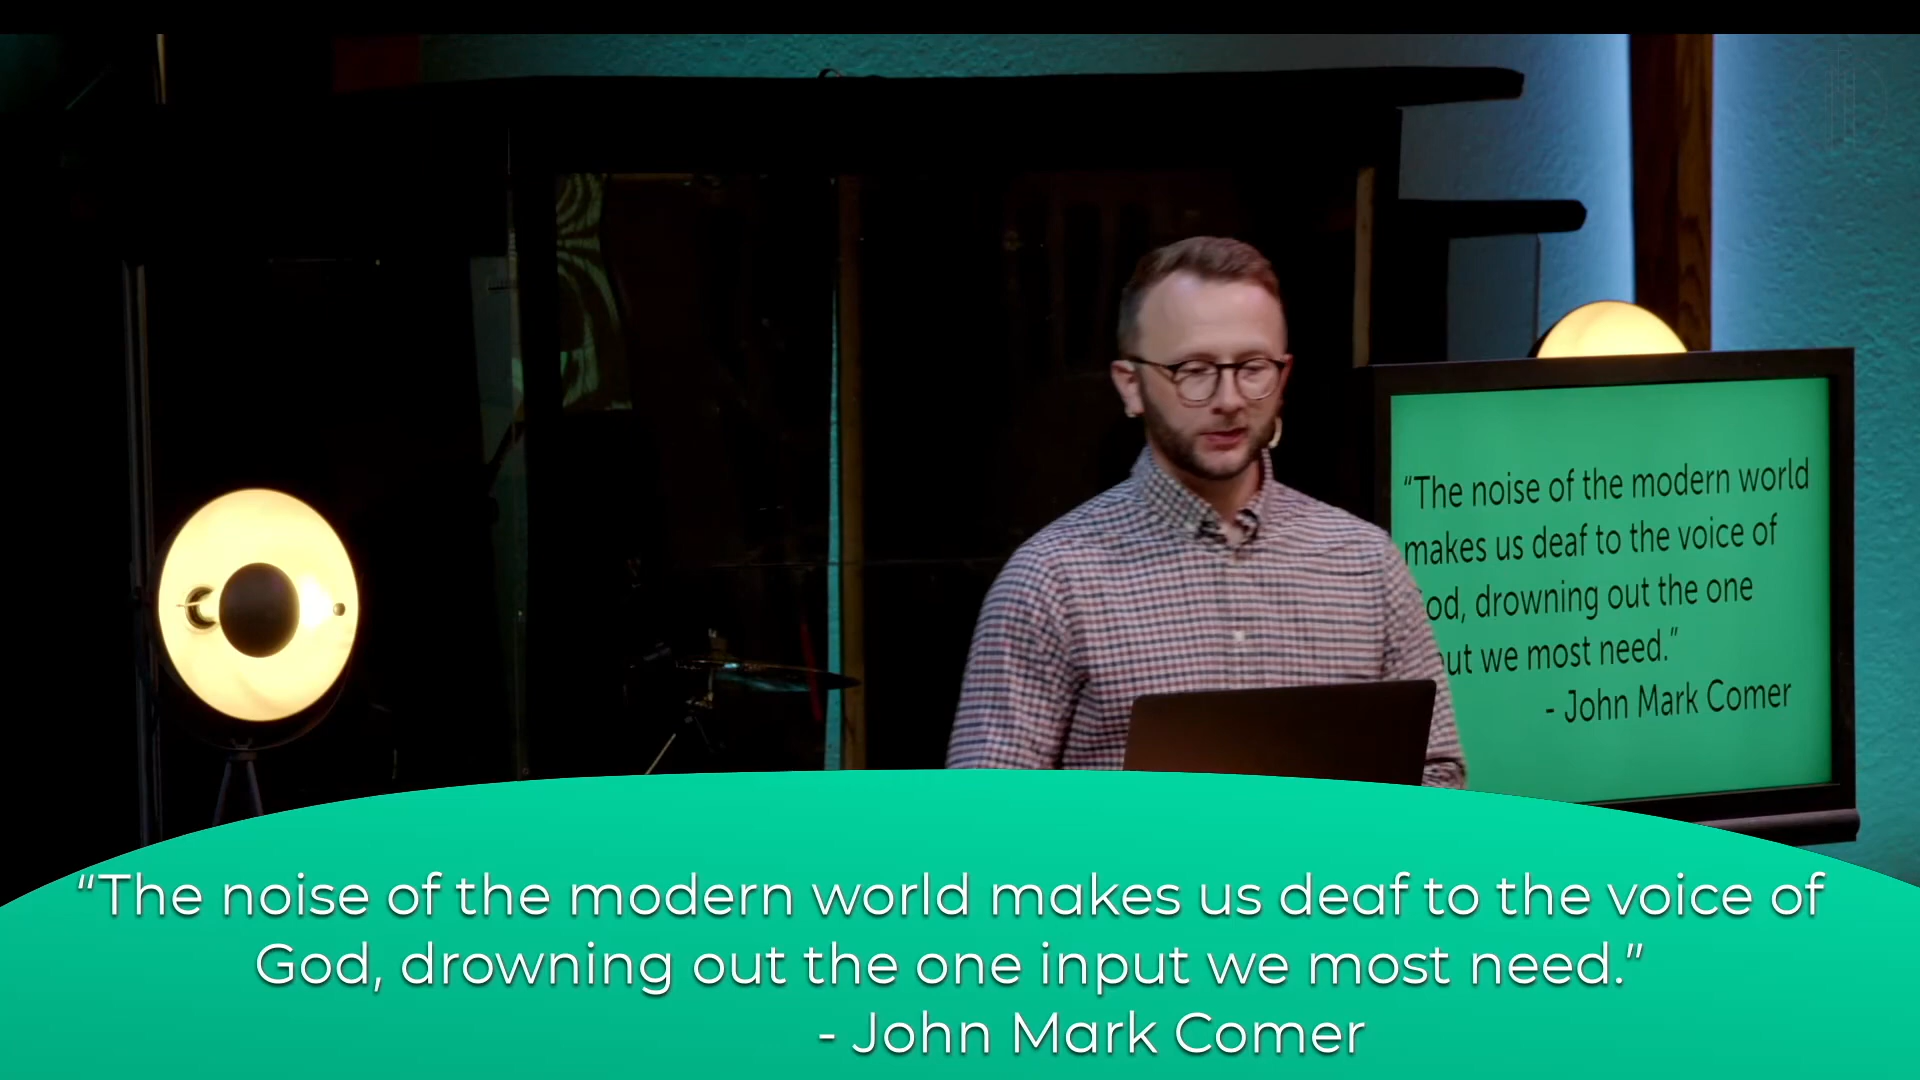 “The noise of the modern world
makes us deaf to the voice of
od, drowning out the one
ut we most need.”
- John Mark Comer
“The noise of the modern world makes us deaf to the voice of
God, drowning out the one input we most need.”
- John Mark Comer